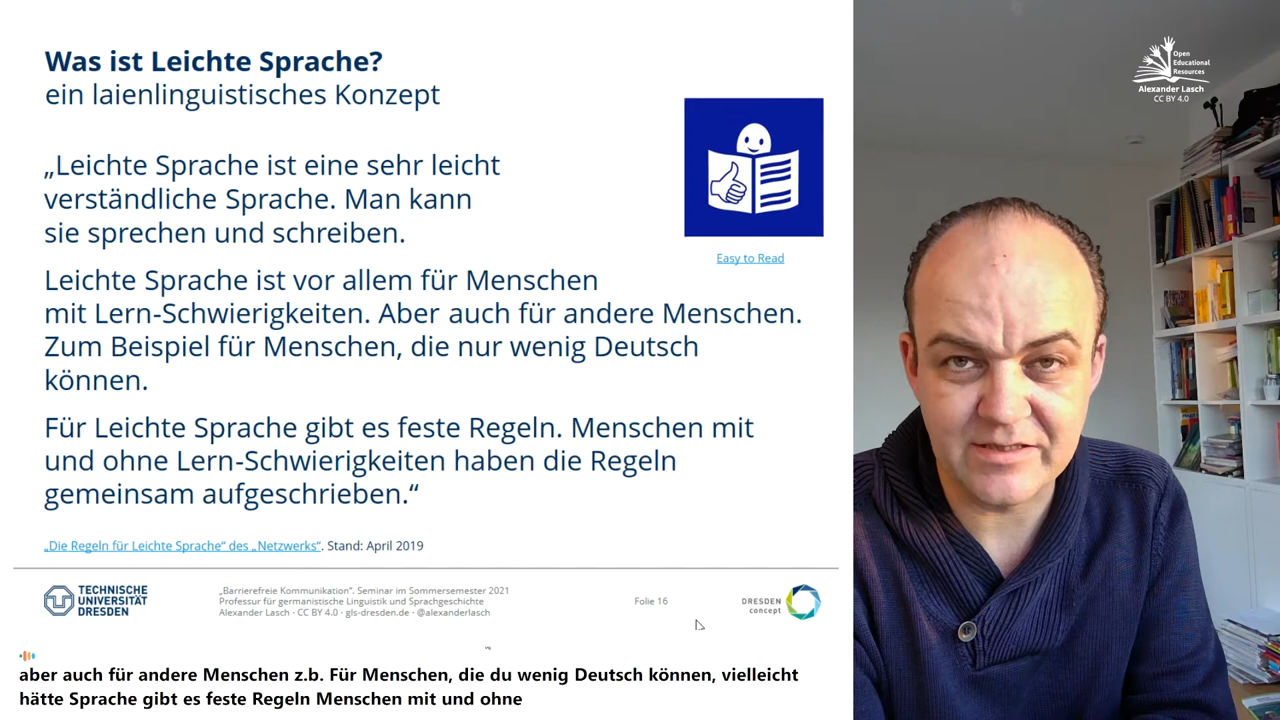 Was ist Leichte Sprache?
ein laienlinguistisches Konzept
„Leichte Sprache ist eine sehr leicht
verständliche Sprache. Man kann
sie sprechen und schreiben.
Easy to Read
Leichte Sprache ist vor allem für Menschen
mit Lern-Schwierigkeiten. Aber auch für andere Menschen.
Zum Beispiel für Menschen, die nur wenig Deutsch
können.
Für Leichte Sprache gibt es feste Regeln. Menschen mit
und ohne Lern-Schwierigkeiten haben die Regeln
gemeinsam aufgeschrieben.“
„Die Regeln für Leichte Sprache“ des „Netzwerks“. Stand: April 2019
TECHNISCHE
UNIVERSITÄT
DRESDEN
„Barrierefreie Kommunikation“. Seminar im Sommersemester 2021
Professur für germanistische Linguistik und Sprachgeschichte
Alexander Lasch · CC BY 4.0 · gls-dresden.de · @alexanderlasch
Folie 16
DRESDEN
concept
aber auch für andere Menschen z.b. Für Menschen, die du wenig Deutsch können, vielleicht
hätte Sprache gibt es feste Regeln Menschen mit und ohne
Open
Educational
Resources
Alexander Lasch
CC BY 4.0